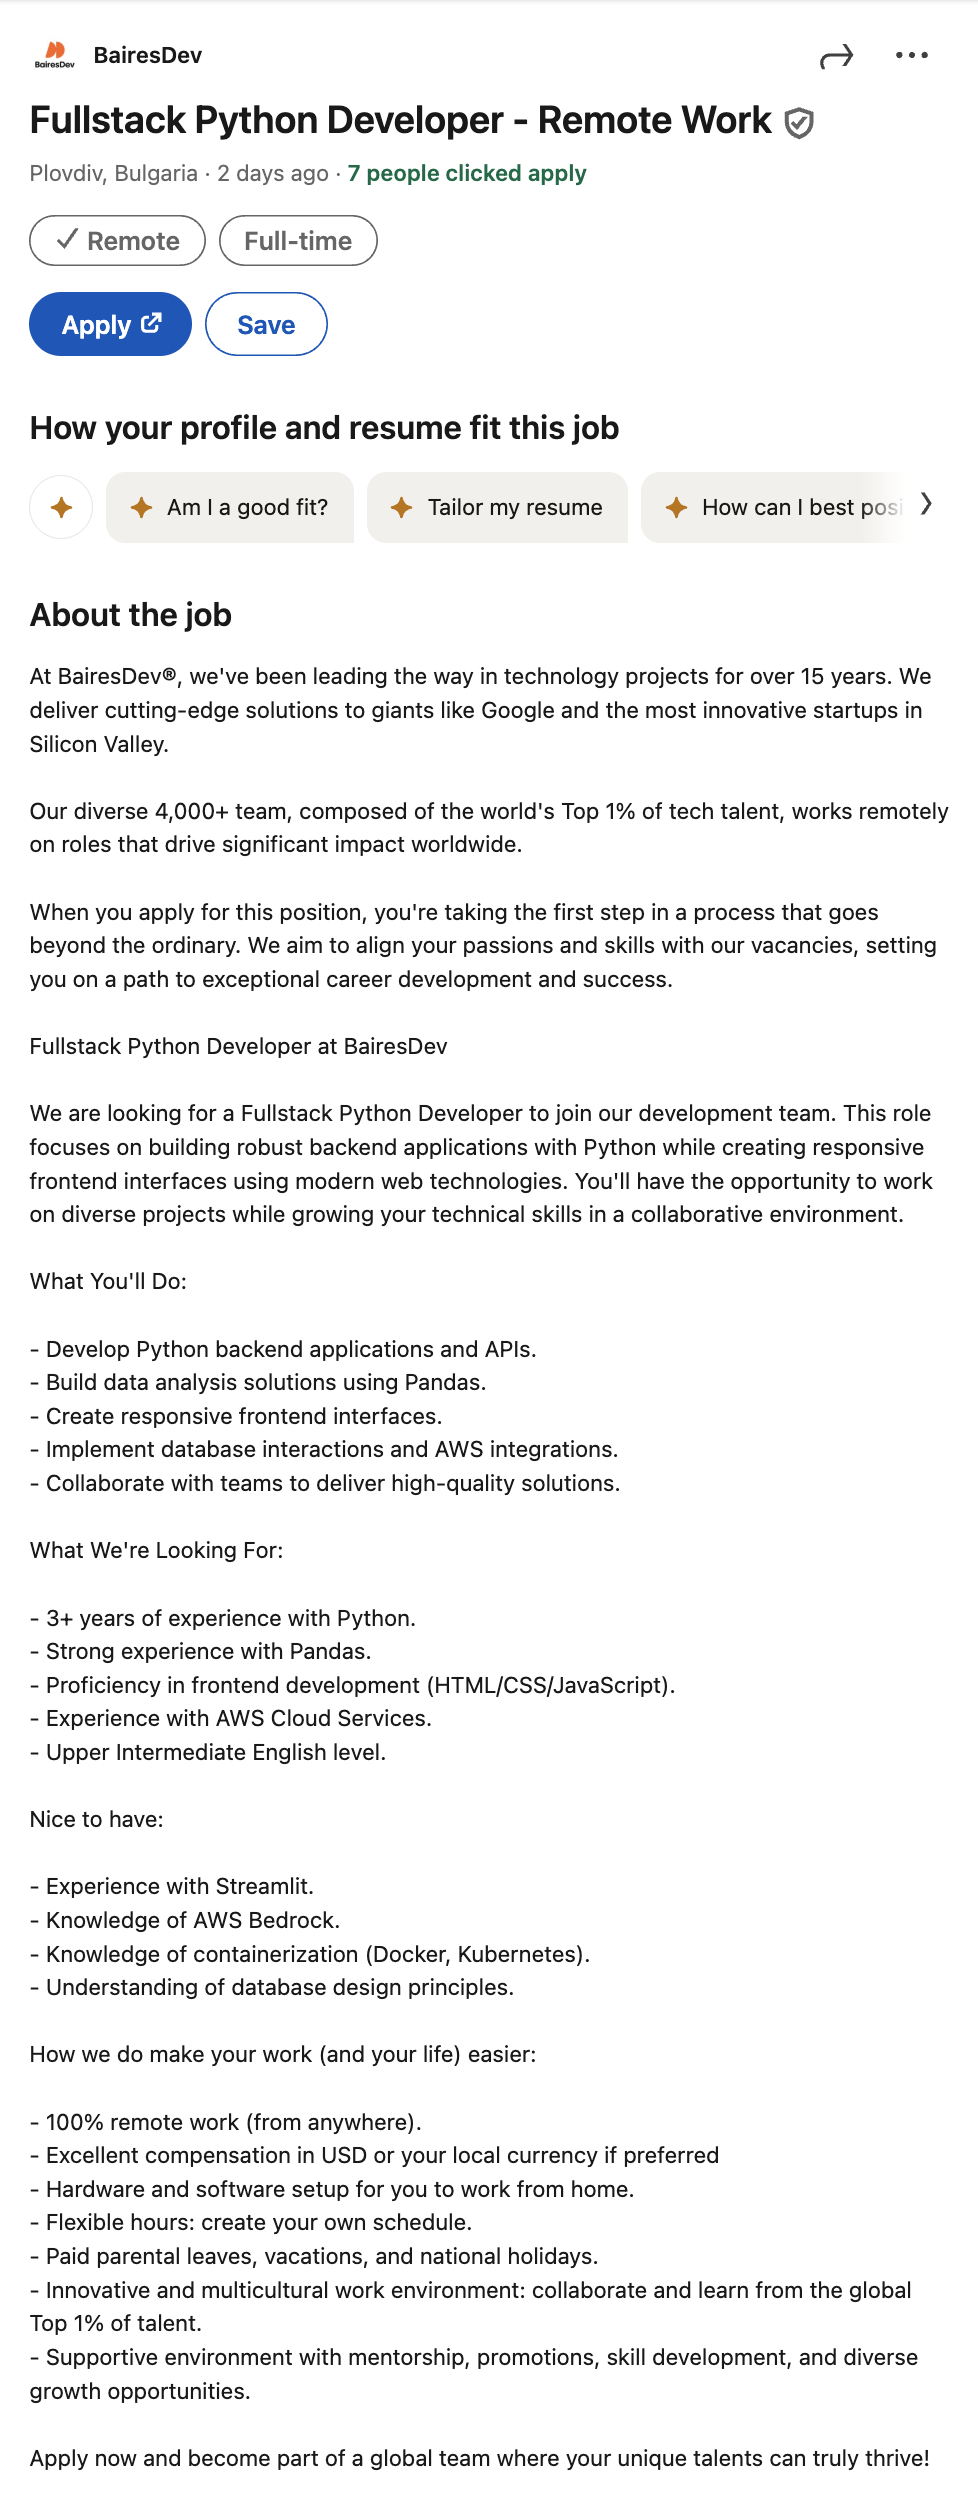 BairesDev
BairesDev
Fullstack Python Developer - Remote Work
Plovdiv, Bulgaria · 2 days ago · 7 people clicked apply
Remote
Full-time
Apply
Save
How your profile and resume fit this job
Am I a good fit?
Tailor my resume
How can I best posi
About the job
At BairesDev®, we've been leading the way in technology projects for over 15 years. We
deliver cutting-edge solutions to giants like Google and the most innovative startups in
Silicon Valley.
Our diverse 4,000+ team, composed of the world's Top 1% of tech talent, works remotely
on roles that drive significant impact worldwide.
When you apply for this position, you're taking the first step in a process that goes
beyond the ordinary. We aim to align your passions and skills with our vacancies, setting
you on a path to exceptional career development and success.
Fullstack Python Developer at BairesDev
We are looking for a Fullstack Python Developer to join our development team. This role
focuses on building robust backend applications with Python while creating responsive
frontend interfaces using modern web technologies. You'll have the opportunity to work
on diverse projects while growing your technical skills in a collaborative environment.
What You'll Do:
- Develop Python backend applications and APIs.
- Build data analysis solutions using Pandas.
- Create responsive frontend interfaces.
- Implement database interactions and AWS integrations.
- Collaborate with teams to deliver high-quality solutions.
What We're Looking For:
- 3+ years of experience with Python.
- Strong experience with Pandas.
- Proficiency in frontend development (HTML/CSS/JavaScript).
- Experience with AWS Cloud Services.
- Upper Intermediate English level.
Nice to have:
- Experience with Streamlit.
- Knowledge of AWS Bedrock.
- Knowledge of containerization (Docker, Kubernetes).
- Understanding of database design principles.
How we do make your work (and your life) easier:
- 100% remote work (from anywhere).
- Excellent compensation in USD or your local currency if preferred
- Hardware and software setup for you to work from home.
- Flexible hours: create your own schedule.
- Paid parental leaves, vacations, and national holidays.
- Innovative and multicultural work environment: collaborate and learn from the global
Top 1% of talent.
- Supportive environment with mentorship, promotions, skill development, and diverse
growth opportunities.
Apply now and become part of a global team where your unique talents can truly thrive!